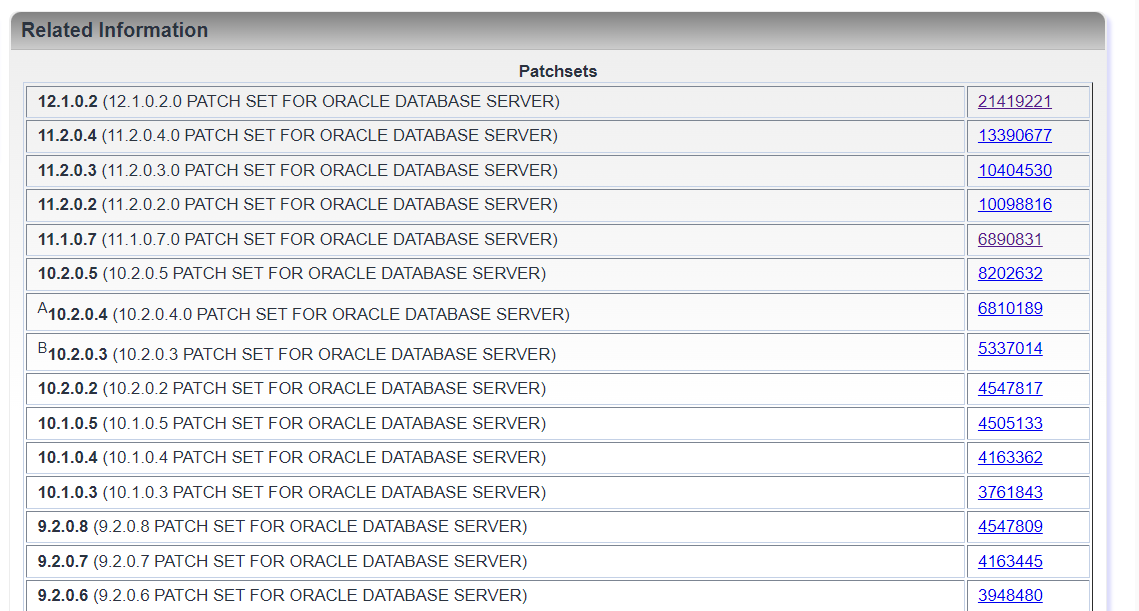 Related Information
Patchsets
12.1.0.2 (12.1.0.2.0 PATCH SET FOR ORACLE DATABASE SERVER) 21419221
11.2.0.4 (11.2.0.4.0 PATCH SET FOR ORACLE DATABASE SERVER) 13390677
11.2.0.3 (11.2.0.3.0 PATCH SET FOR ORACLE DATABASE SERVER) 10404530
11.2.0.2 (11.2.0.2.0 PATCH SET FOR ORACLE DATABASE SERVER) 10098816
11.1.0.7 (11.1.0.7.0 PATCH SET FOR ORACLE DATABASE SERVER) 6890831
10.2.0.5 (10.2.0.5 PATCH SET FOR ORACLE DATABASE SERVER) 8202632
A10.2.0.4 (10.2.0.4.0 PATCH SET FOR ORACLE DATABASE SERVER) 6810189
B10.2.0.3 (10.2.0.3 PATCH SET FOR ORACLE DATABASE SERVER) 5337014
10.2.0.2 (10.2.0.2 PATCH SET FOR ORACLE DATABASE SERVER) 4547817
10.1.0.5 (10.1.0.5 PATCH SET FOR ORACLE DATABASE SERVER) 4505133
10.1.0.4 (10.1.0.4 PATCH SET FOR ORACLE DATABASE SERVER) 4163362
10.1.0.3 (10.1.0.3 PATCH SET FOR ORACLE DATABASE SERVER) 3761843
9.2.0.8 (9.2.0.8 PATCH SET FOR ORACLE DATABASE SERVER) 4547809
9.2.0.7 (9.2.0.7 PATCH SET FOR ORACLE DATABASE SERVER) 4163445
9.2.0.6 (9.2.0.6 PATCH SET FOR ORACLE DATABASE SERVER) 3948480